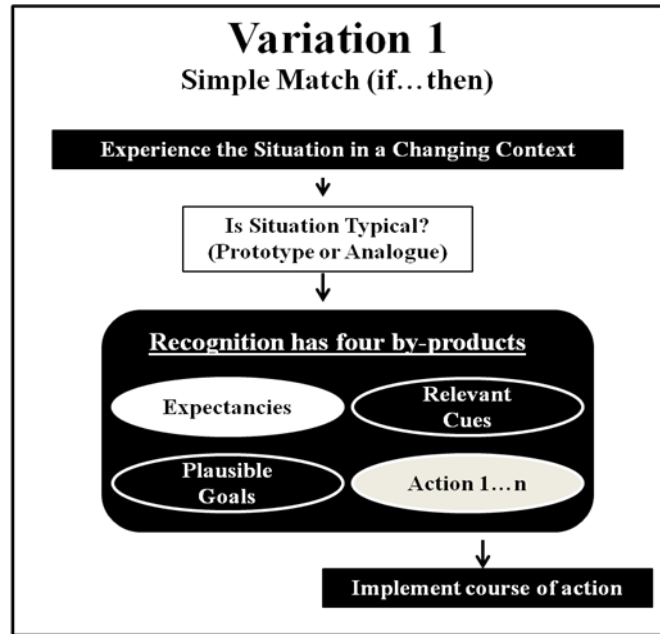 Variation 1
Simple Match (if…then)
Experience the Situation in a Changing Context
Is Situation Typical?
(Prototype or Analogue)
Recognition has four by-products
Expectancies
Relevant
Cues
Plausible
Goals
Action 1…n
Implement course of action